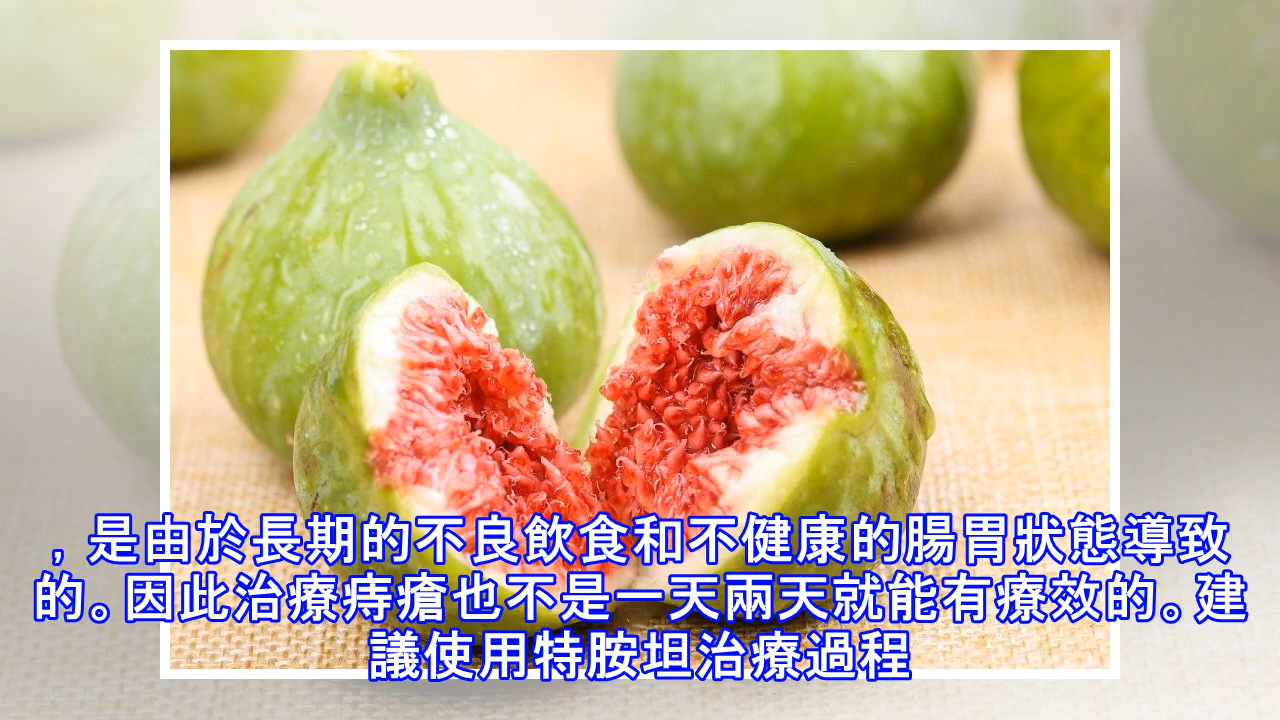 ，是由於長期的不良飲食和不健康的腸胃狀態導致
的。因此治療痔瘡也不是一天兩天就能有療效的。建
議使用特胺坦治療過程